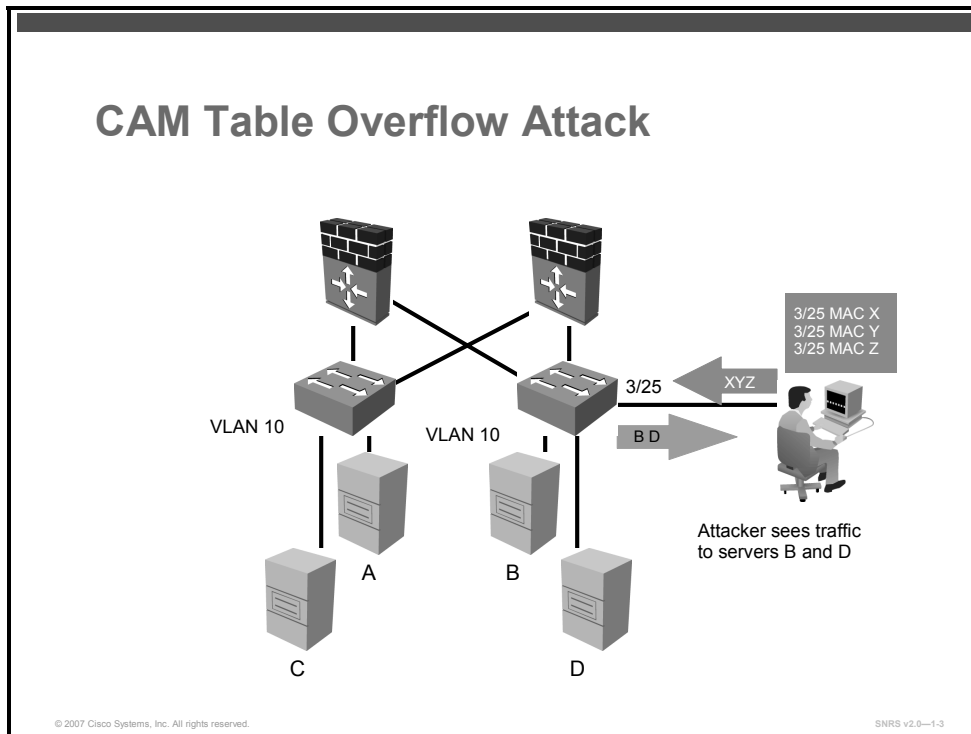 CAM Table Overflow Attack
3/25 MAC X
3/25 MAC Y
3/25 MAC Z
3/25
XYZ
VLAN 10
VLAN 10
B D
Attacker sees traffic
to servers B and D
A
B
C
D
© 2007 Cisco Systems, Inc. All rights reserved.
SNRS v2.0—1-3